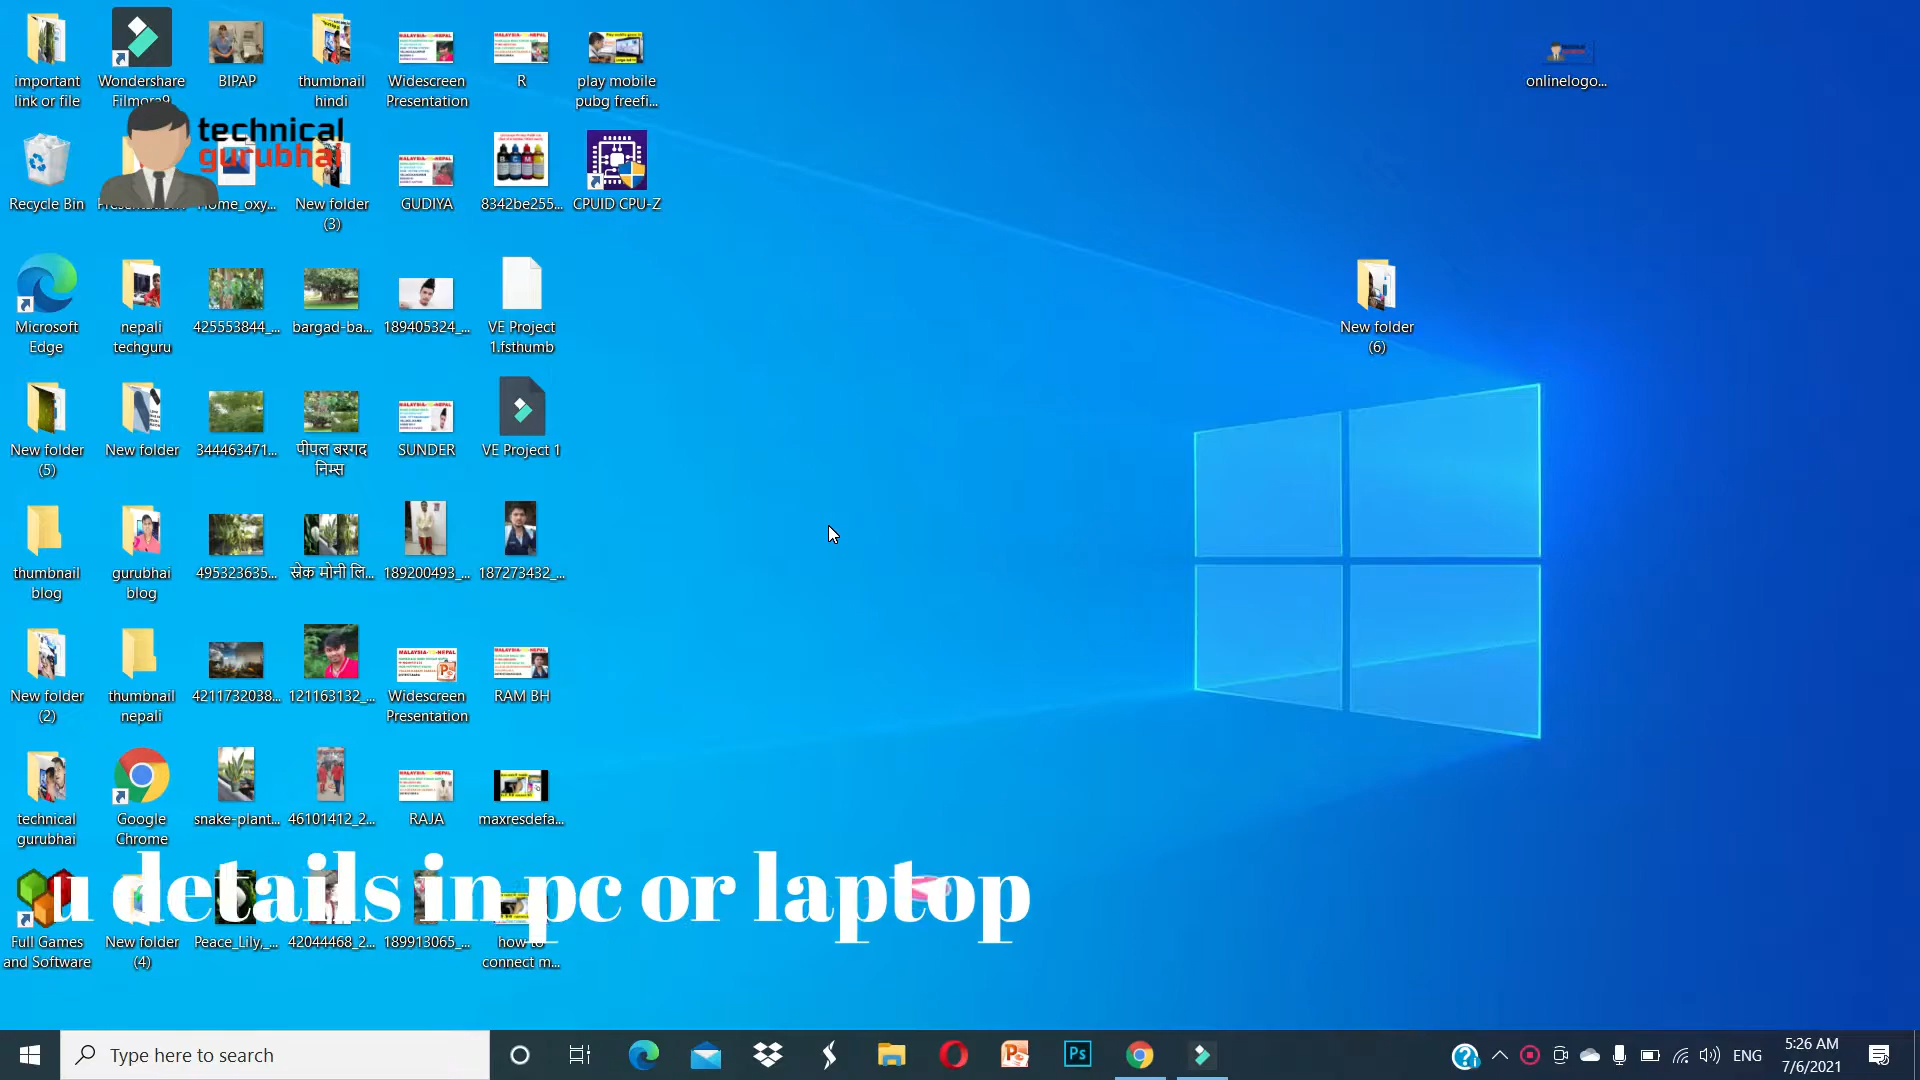 important
link or file
Wondershare
Filmora9
BIPAP
thumbnail
hindi
Widescreen
Presentation
R
play mobile
pubg freefi...
onlinelogo...
technical
gurubhai
Recycle Bin
New folder
(3)
GUDIYA
8342be255...
CPUID CPU-Z
Microsoft
Edge
nepali
techguru
425553844_...
bargad-ba...
189405324_...
VE Project
1.fsthumb
New folder
(6)
New folder
(5)
New folder
344463471...
पीपल बरगद
निम्स
SUNDER
VE Project 1
thumbnail
blog
gurubhai
blog
495323635...
स्नेक मोनी लि...
189200493_...
187273432_...
New folder
(2)
thumbnail
nepali
4211732038...
121163132_...
Widescreen
Presentation
RAM BH
technical
gurubhai
Google
Chrome
snake-plant...
46101412_2...
RAJA
maxresdefa...
u details in pc or laptop
Full Games
and Software
New folder
(4)
Peace_Lily,_...
42044468_2...
189913065_...
how to
connect m...
Type here to search
Ps
ENG
5:26 AM
7/6/2021